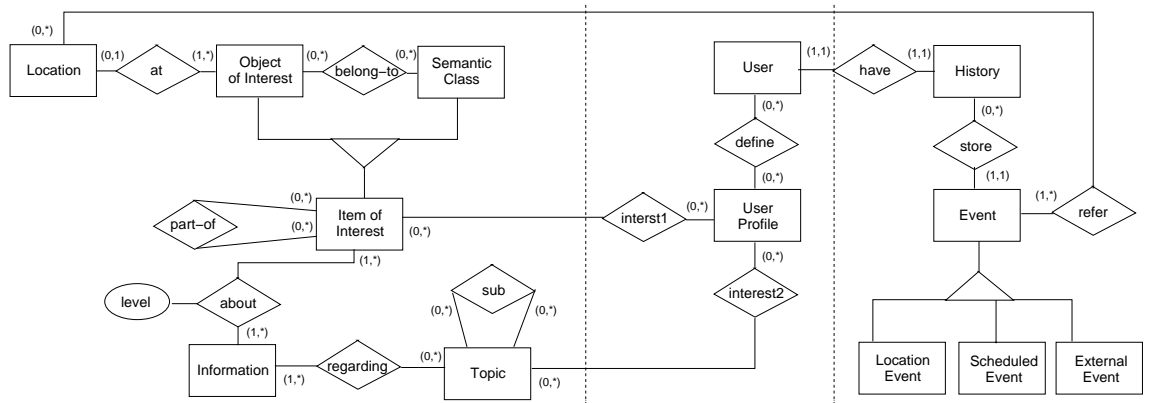 (0,*)
Location
(0,1)
at
(1,*)
Object
of Interest
(0,*)
belong–to
(0,*)
Semantic
Class
User
(1,1)
have
(1,1)
History
(0,*)
define
(0,*)
(0,*)
store
(1,1)
part–of
(0,*)
(0,*)
Item of
Interest
(0,*)
(1,*)
interst1
(0,*)
User
Profile
(0,*)
Event
(1,*)
refer
level
about
(1,*)
sub
(0,*)
(0,*)
interest2
Information
(1,*)
regarding
(0,*)
Topic
(0,*)
Location
Event
Scheduled
Event
External
Event